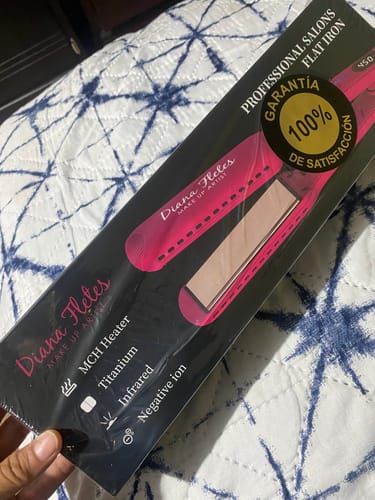 PROFESSIONAL SALONS
FLAT IRON
450
GARANTÍA
100%
DE SATISFACCIÓN
Diana Fletes
MAKE UP ARTIST
Diana Fletes
MAKE UP ARTIST
MCH Heater
Titanium
Infrared
Negative ion